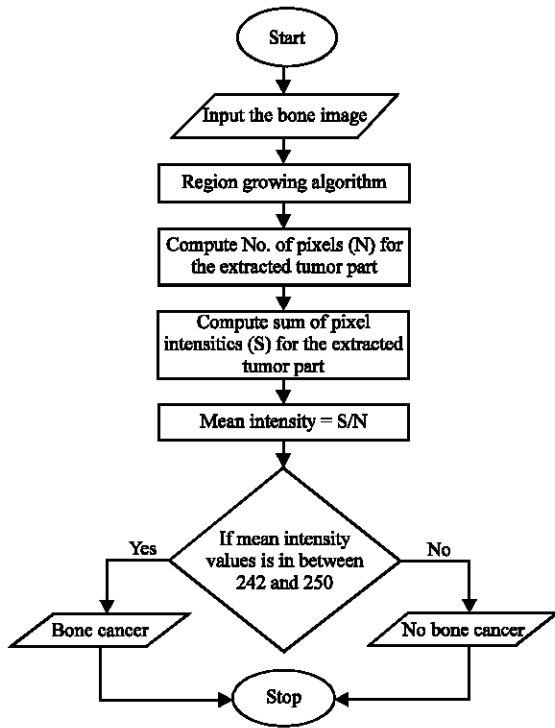 Start
Input the bone image
Region growing algorithm
Compute No. of pixels (N) for
the extracted tumor part
Compute sum of pixel
intensitics (S) for the extracted
tumor part
Mean intensity = S/N
If mean intensity
values is in between
242 and 250
Yes
No
Bone cancer
No bone cancer
Stop